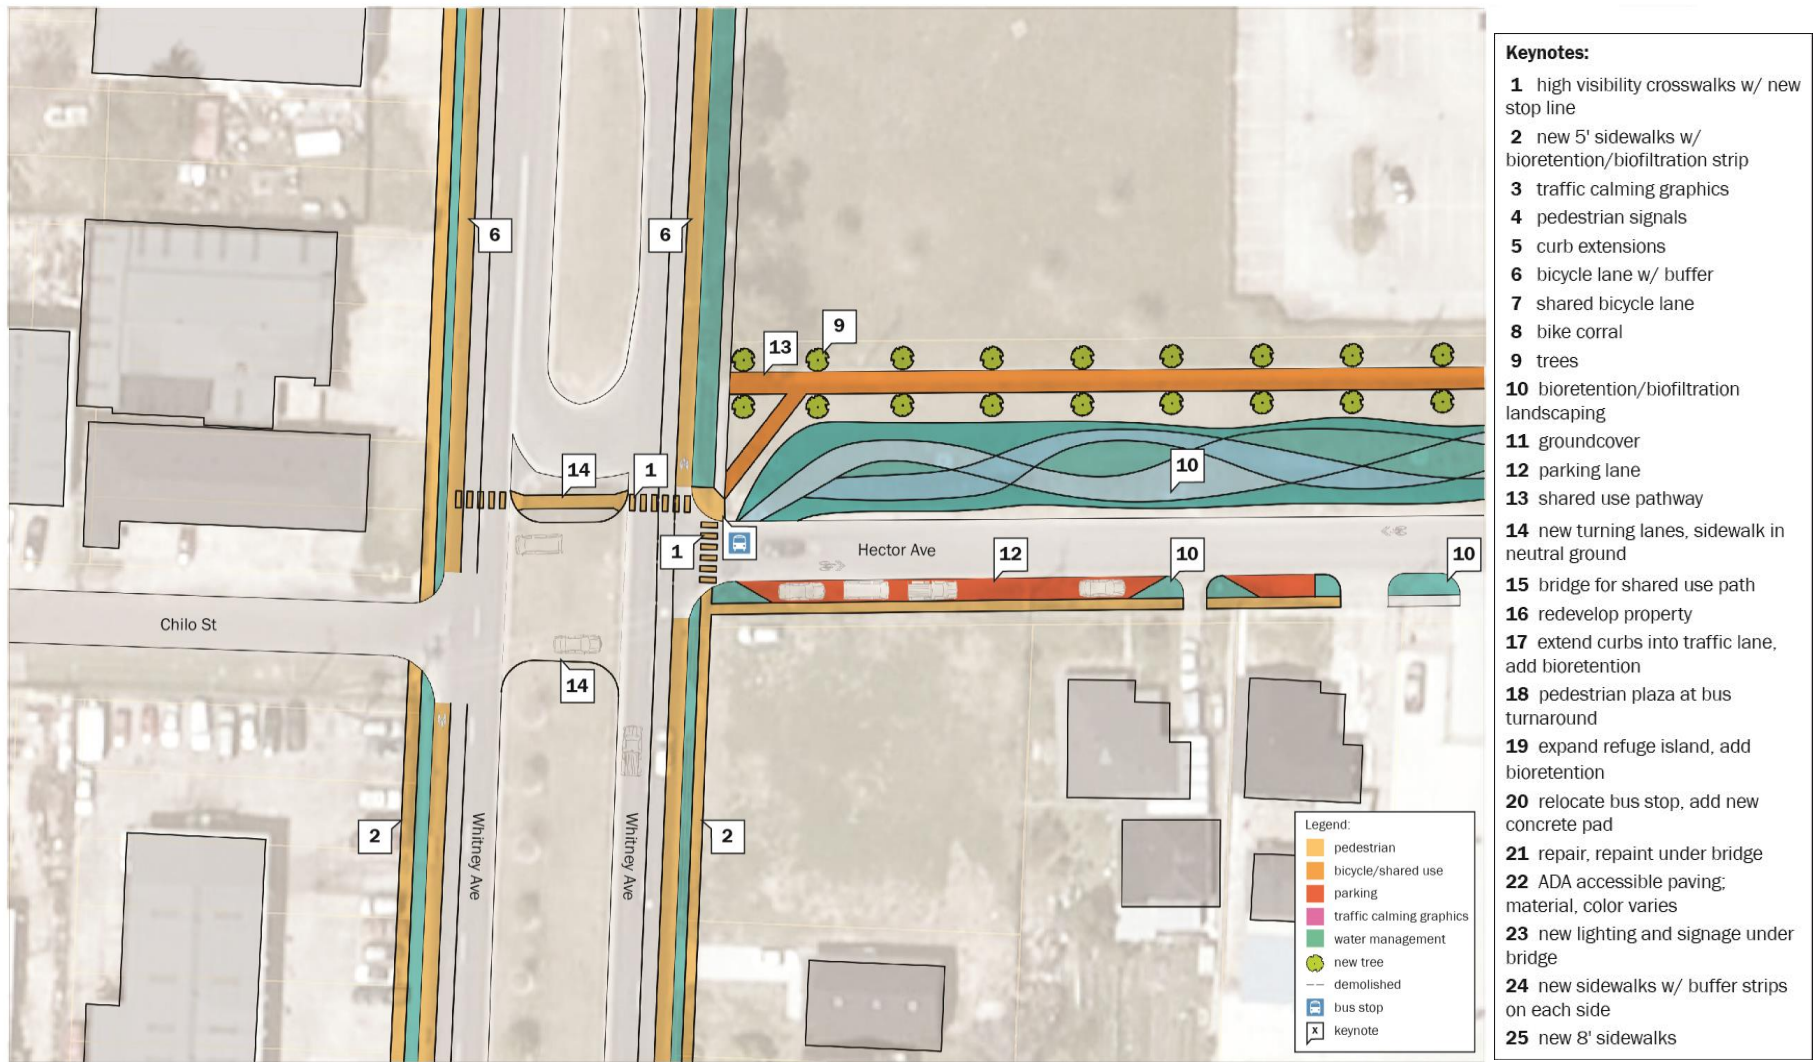 6
6
9
13
14
1
10
1
Hector Ave
12
10
10
Chilo St
14
2
Whitney Ave
Whitney Ave
2
Legend:
pedestrian
bicycle/shared use
parking
traffic calming graphics
water management
new tree
demolished
bus stop
x keynote
Keynotes:
1 high visibility crosswalks w/ new
stop line
2 new 5' sidewalks w/
bioretention/biofiltration strip
3 traffic calming graphics
4 pedestrian signals
5 curb extensions
6 bicycle lane w/ buffer
7 shared bicycle lane
8 bike corral
9 trees
10 bioretention/biofiltration
landscaping
11 groundcover
12 parking lane
13 shared use pathway
14 new turning lanes, sidewalk in
neutral ground
15 bridge for shared use path
16 redevelop property
17 extend curbs into traffic lane,
add bioretention
18 pedestrian plaza at bus
turnaround
19 expand refuge island, add
bioretention
20 relocate bus stop, add new
concrete pad
21 repair, repaint under bridge
22 ADA accessible paving;
material, color varies
23 new lighting and signage under
bridge
24 new sidewalks w/ buffer strips
on each side
25 new 8' sidewalks